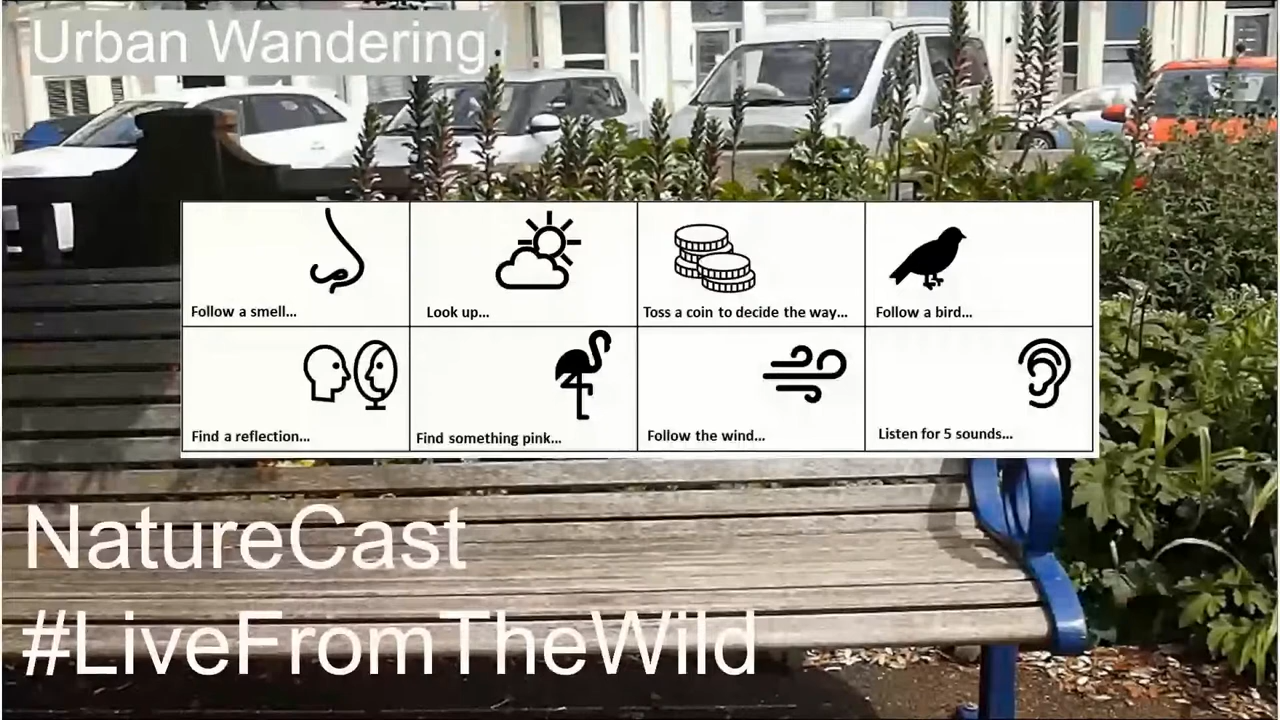 Urban Wandering.
Follow a smell...
Look up...
Toss a coin to decide the way...
Follow a bird...
Find a reflection...
Find something pink...
Follow the wind...
Listen for 5 sounds...
NatureCast
#LiveFromTheWild